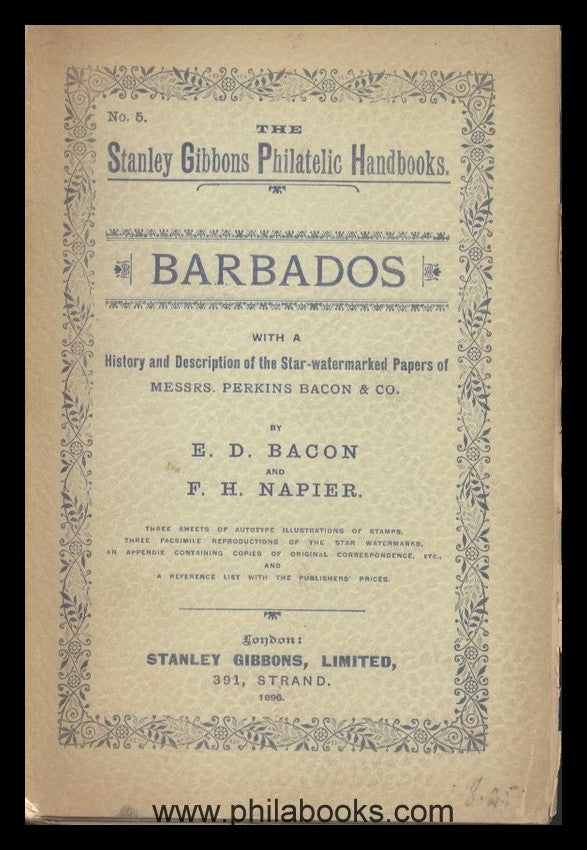 No. 5.
THE
Stanley Gibbons Philatelic Handbooks.
BARBADOS
WITH A
History and Description of the Star-watermarked Papers of
MESSRS. PERKINS BACON & CO.
BY
E. D. BACON
AND
F. H. NAPIER.
THREE SHEETS OF AUTOTYPE ILLUSTRATIONS OF STAMPS,
THREE FACSIMILE REPRODUCTIONS OF THE STAR WATERMARKS,
AN APPENDIX CONTAINING COPIES OF ORIGINAL CORRESPONDENCE, ETC.,
AND
A REFERENCE LIST WITH THE PUBLISHERS' PRICES.
London:
STANLEY GIBBONS, LIMITED,
391, STRAND.
1896.
8.25
www.philabooks.com